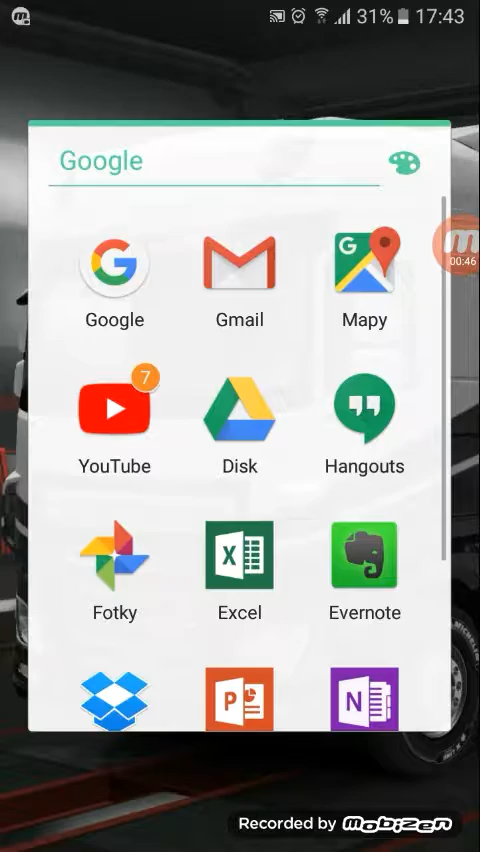 31% 17:43
Google
00:46
Google Gmail Mapy
7
YouTube Disk Hangouts
Fotky Excel Evernote
MICHELIN
Recorded by mobizen